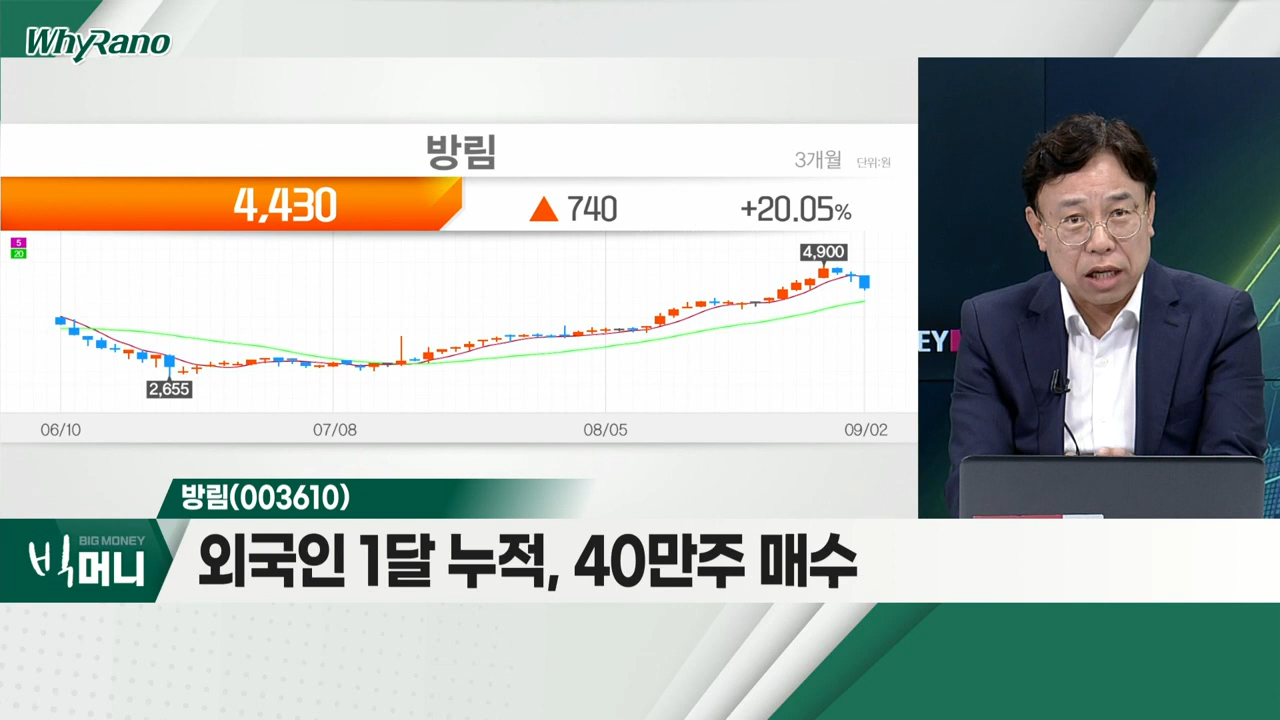 WhyRano
방림
3개월 단위:원
4,430 ▲ 740 +20.05%
5
20
4,900
2,655
06/10 07/08 08/05 09/02
EY
방림(003610)
BIG MONEY
빅머니
외국인 1달 누적, 40만주 매수